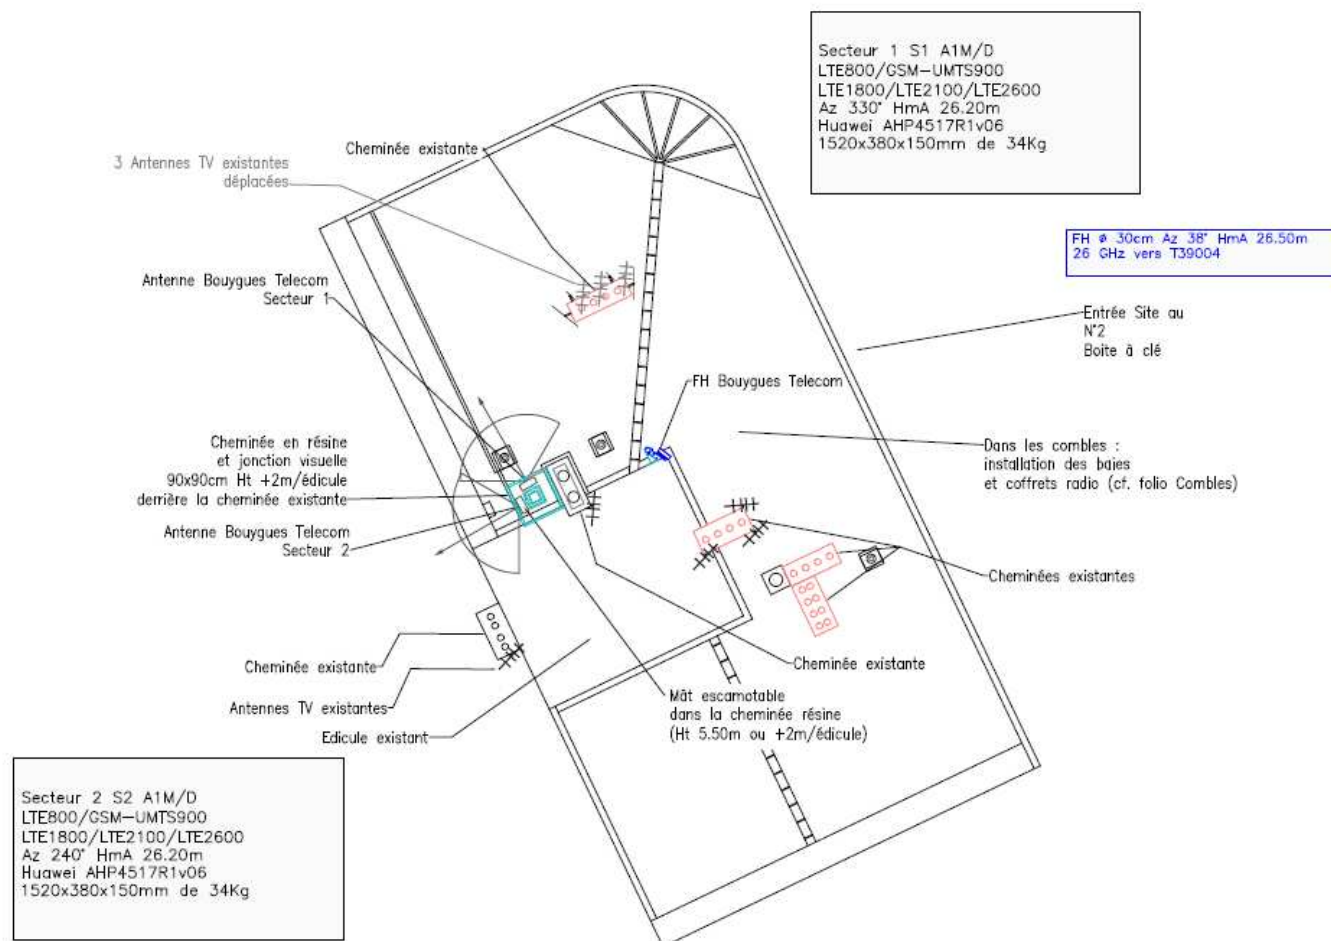 Secteur 1 S1 A1M/D
LTE800/GSM-UMTS900
LTE1800/LTE2100/LTE2600
Az 330° HmA 26.20m
Huawei AHP4517R1v06
1520x380x150mm de 34Kg
Cheminée existante
3 Antennes TV existantes
déplacées
FH ø 30cm Az 38° HmA 26.50m
26 GHz vers T39004
Antenne Bouygues Telecom
Secteur 1
Entrée Site au
N°2
Boite à clé
FH Bouygues Telecom
Cheminée en résine
et jonction visuelle
90x90cm Ht +2m/édicule
derrière la cheminée existante
Dans les combles :
installation des baies
et coffrets radio (cf. folio Combles)
Antenne Bouygues Telecom
Secteur 2
Cheminées existantes
Cheminée existante
Cheminée existante
Antennes TV existantes
Edicule existant
Mât escamotable
dans la cheminée résine
(Ht 5.50m ou +2m/édicule)
Secteur 2 S2 A1M/D
LTE800/GSM-UMTS900
LTE1800/LTE2100/LTE2600
Az 240° HmA 26.20m
Huawei AHP4517R1v06
1520x380x150mm de 34Kg